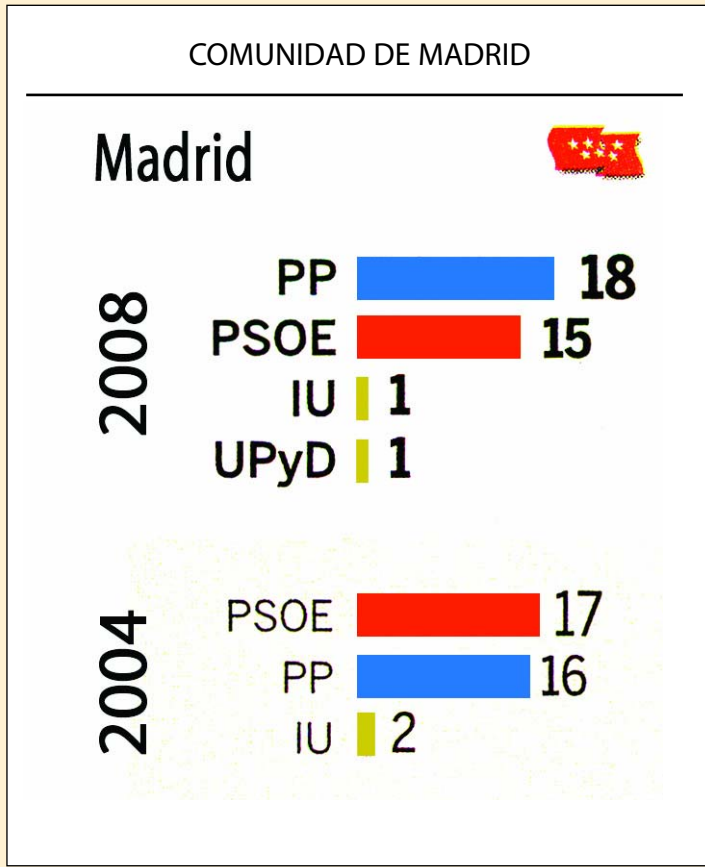 COMUNIDAD DE MADRID
Madrid
2008
PP 18
PSOE 15
IU 1
UPyD 1
2004
PSOE 17
PP 16
IU 2